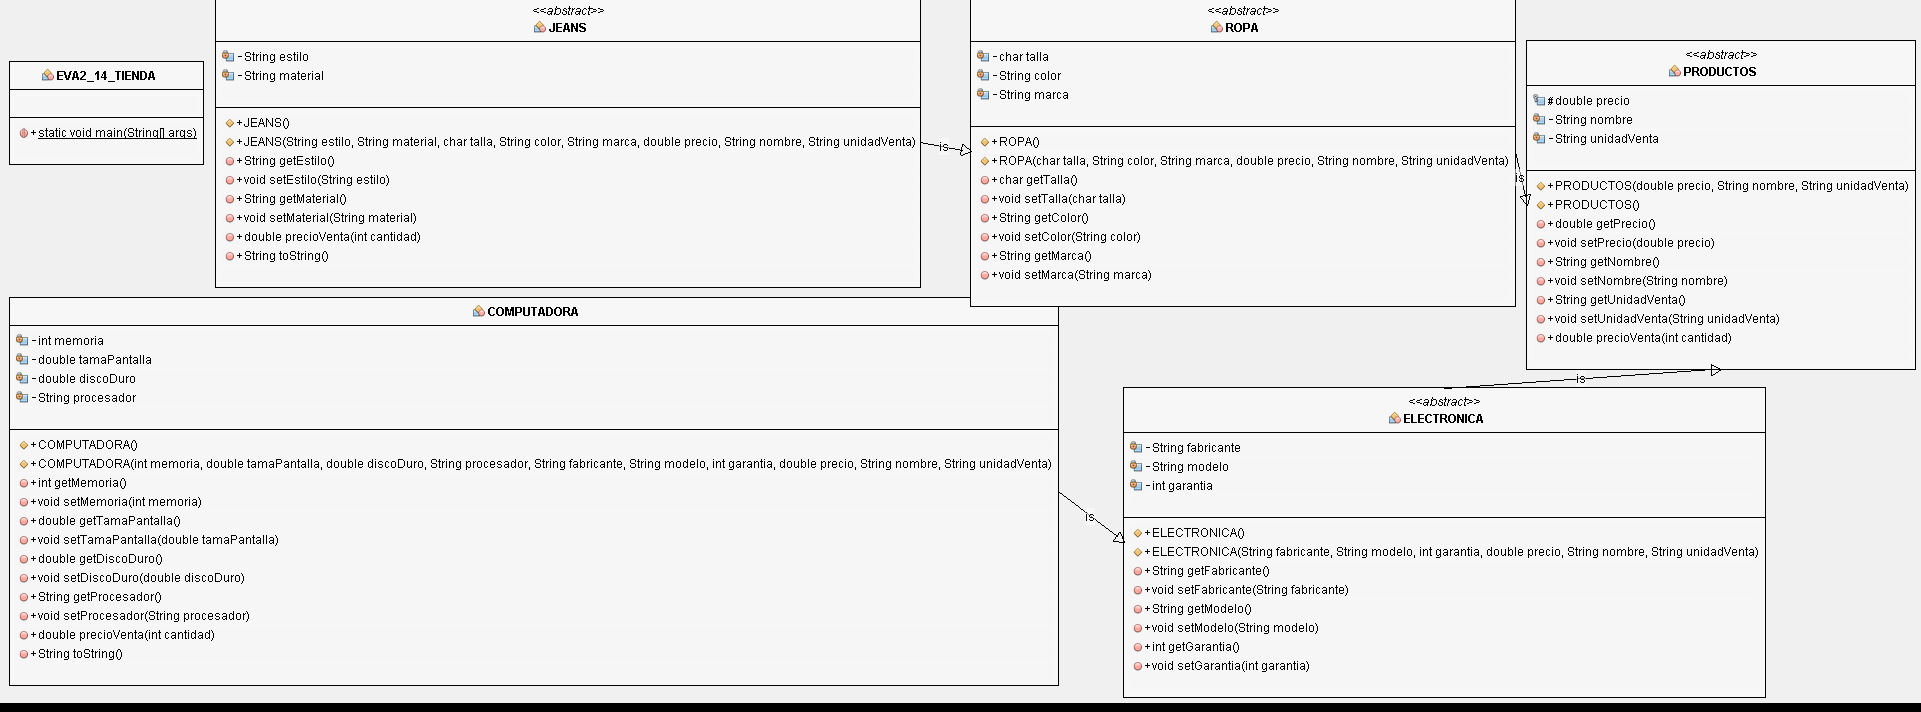 EVA2_14_TIENDA
+static void main(String[] args)
<<abstract>>
JEANS
-String estilo
-String material
+JEANS()
+JEANS(String estilo, String material, char talla, String color, String marca, double precio, String nombre, String unidadVenta)
+String getEstilo()
+void setEstilo(String estilo)
+String getMaterial()
+void setMaterial(String material)
+double precioVenta(int cantidad)
+String toString()
is
<<abstract>>
ROPA
-char talla
-String color
-String marca
+ROPA()
+ROPA(char talla, String color, String marca, double precio, String nombre, String unidadVenta)
+char getTalla()
+void setTalla(char talla)
+String getColor()
+void setColor(String color)
+String getMarca()
+void setMarca(String marca)
is
<<abstract>>
PRODUCTOS
#double precio
-String nombre
-String unidadVenta
+PRODUCTOS(double precio, String nombre, String unidadVenta)
+PRODUCTOS()
+double getPrecio()
+void setPrecio(double precio)
+String getNombre()
+void setNombre(String nombre)
+String getUnidadVenta()
+void setUnidadVenta(String unidadVenta)
+double precioVenta(int cantidad)
is
COMPUTADORA
-int memoria
-double tamaPantalla
-double discoDuro
-String procesador
+COMPUTADORA()
+COMPUTADORA(int memoria, double tamaPantalla, double discoDuro, String procesador, String fabricante, String modelo, int garantia, double precio, String nombre, String unidadVenta)
+int getMemoria()
+void setMemoria(int memoria)
+double getTamaPantalla()
+void setTamaPantalla(double tamaPantalla)
+double getDiscoDuro()
+void setDiscoDuro(double discoDuro)
+String getProcesador()
+void setProcesador(String procesador)
+double precioVenta(int cantidad)
+String toString()
is
<<abstract>>
ELECTRONICA
-String fabricante
-String modelo
-int garantia
+ELECTRONICA()
+ELECTRONICA(String fabricante, String modelo, int garantia, double precio, String nombre, String unidadVenta)
+String getFabricante()
+void setFabricante(String fabricante)
+String getModelo()
+void setModelo(String modelo)
+int getGarantia()
+void setGarantia(int garantia)